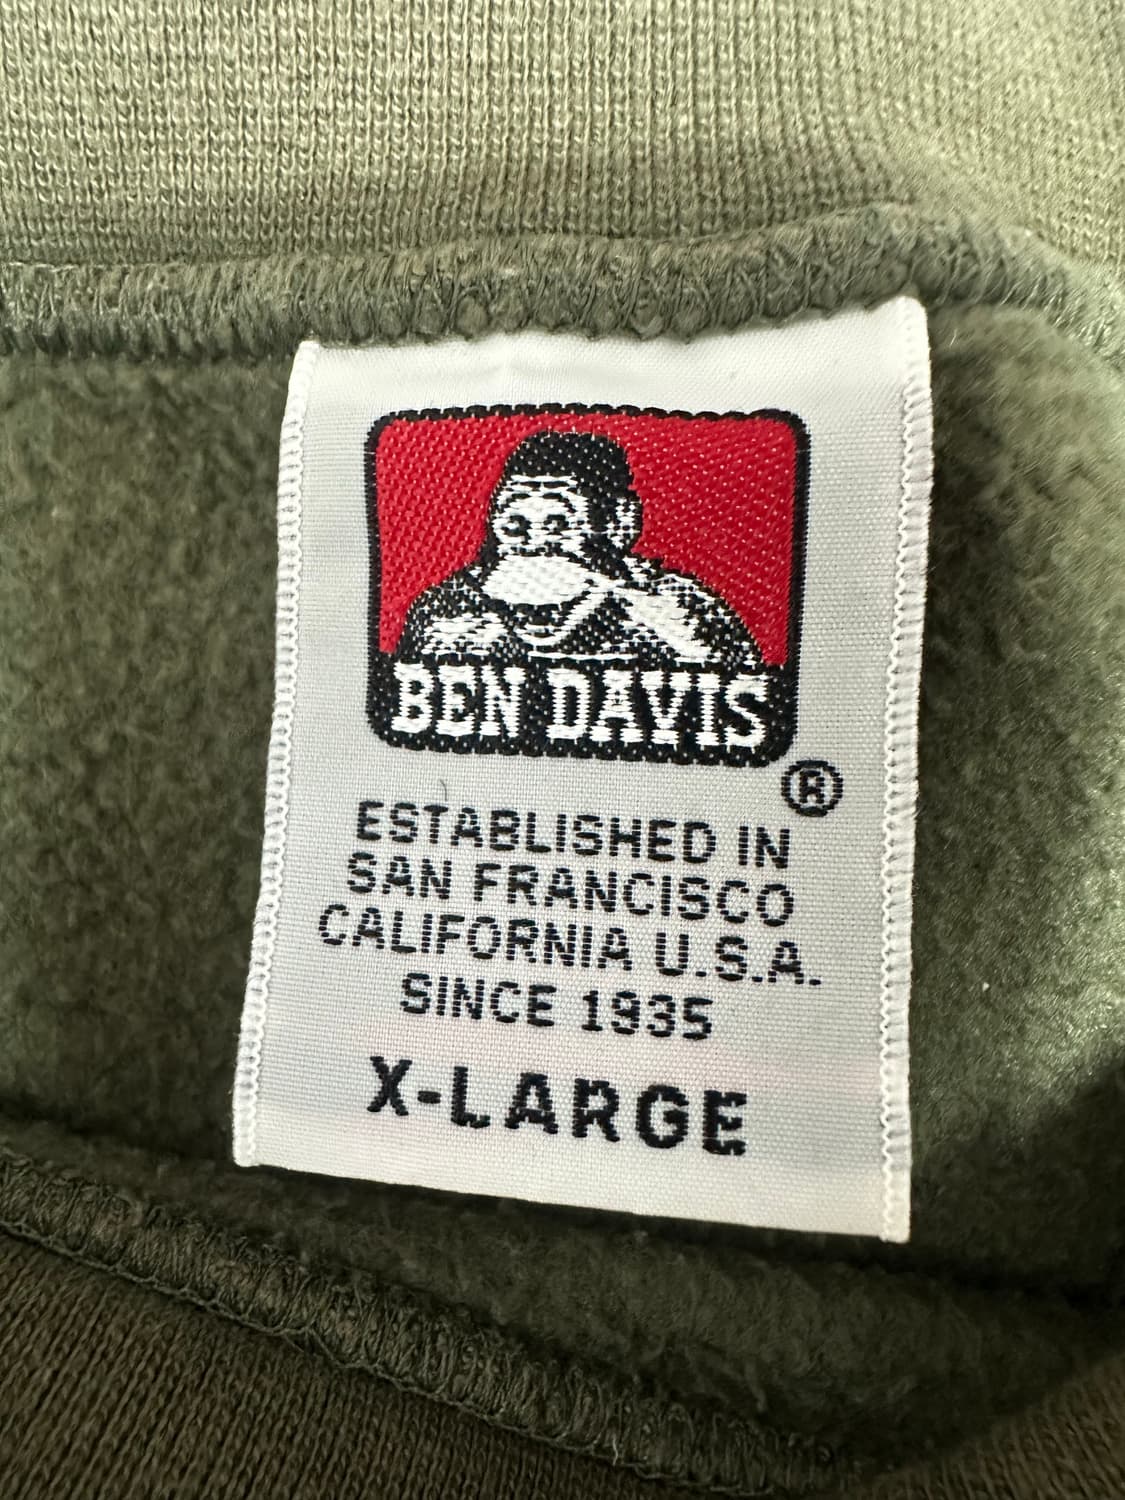 BEN DAVIS
®
ESTABLISHED IN
SAN FRANCISCO
CALIFORNIA U.S.A.
SINCE 1935
X-LARGE